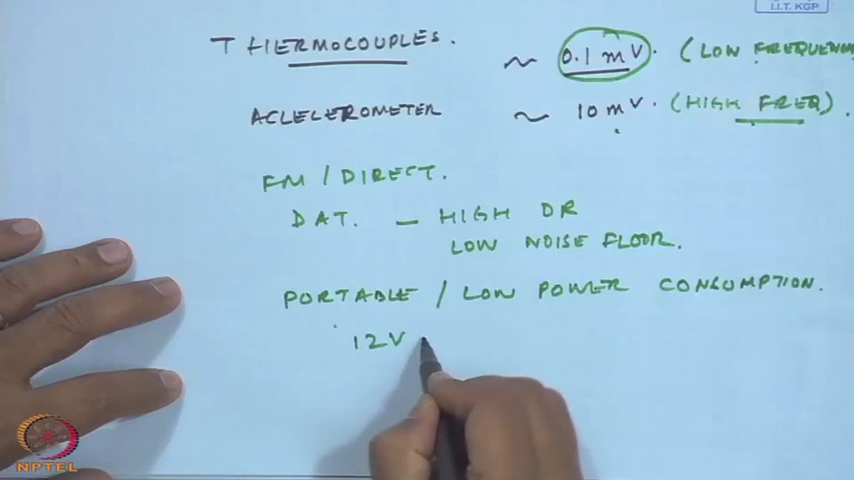 I.I.T. KGP
THERMOCOUPLES. ~ 0.1 mV. (LOW FREQUENC
ACLELEROMETER ~ 10 mV. (HIGH FREQ).
FM / DIRECT.
DAT. - HIGH DR
LOW NOISE FLOOR.
PORTABLE / LOW POWER CONSUMPTION.
12V
NPTEL